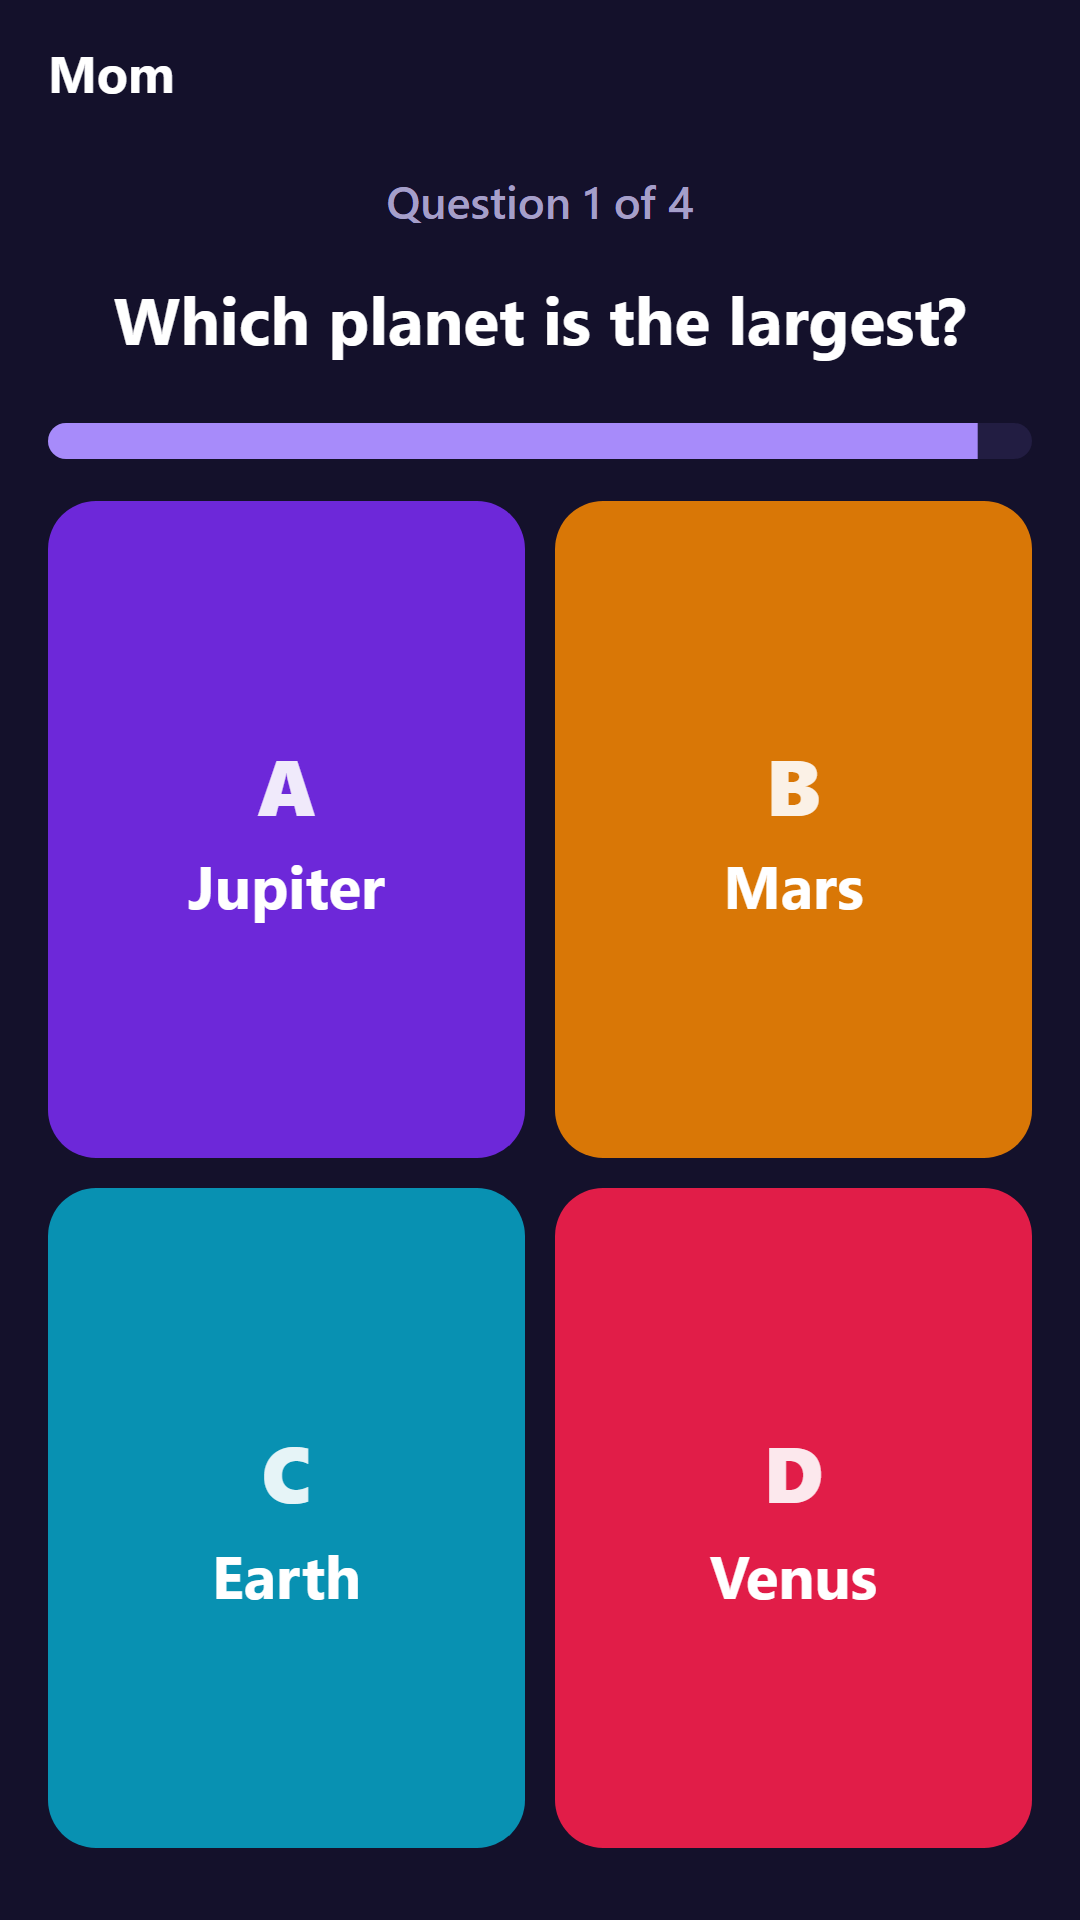 Mom
Question 1 of 4
Which planet is the largest?
A
Jupiter
B
Mars
C
Earth
D
Venus